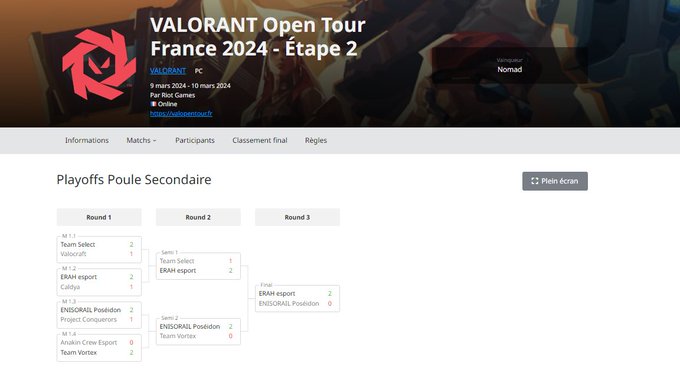 VALORANT Open Tour
France 2024 - Étape 2
VALORANT PC
9 mars 2024 - 10 mars 2024
Par Riot Games
Online
https://valopentour.fr
Vainqueur
Nomad
Informations Matchs Participants Classement final Règles
Playoffs Poule Secondaire
Plein écran
Round 1 Round 2 Round 3
M 1.1
Team Select 2
Valocraft 1
M 1.2
ERAH esport 2
Caldya 1
M 1.3
ENISORAIL Poséidon 2
Project Conquerors 1
M 1.4
Anakin Crew Esport 0
Team Vortex 2
Semi 1
Team Select 1
ERAH esport 2
Semi 2
ENISORAIL Poséidon 2
Team Vortex 0
Final
ERAH esport 2
ENISORAIL Poséidon 0